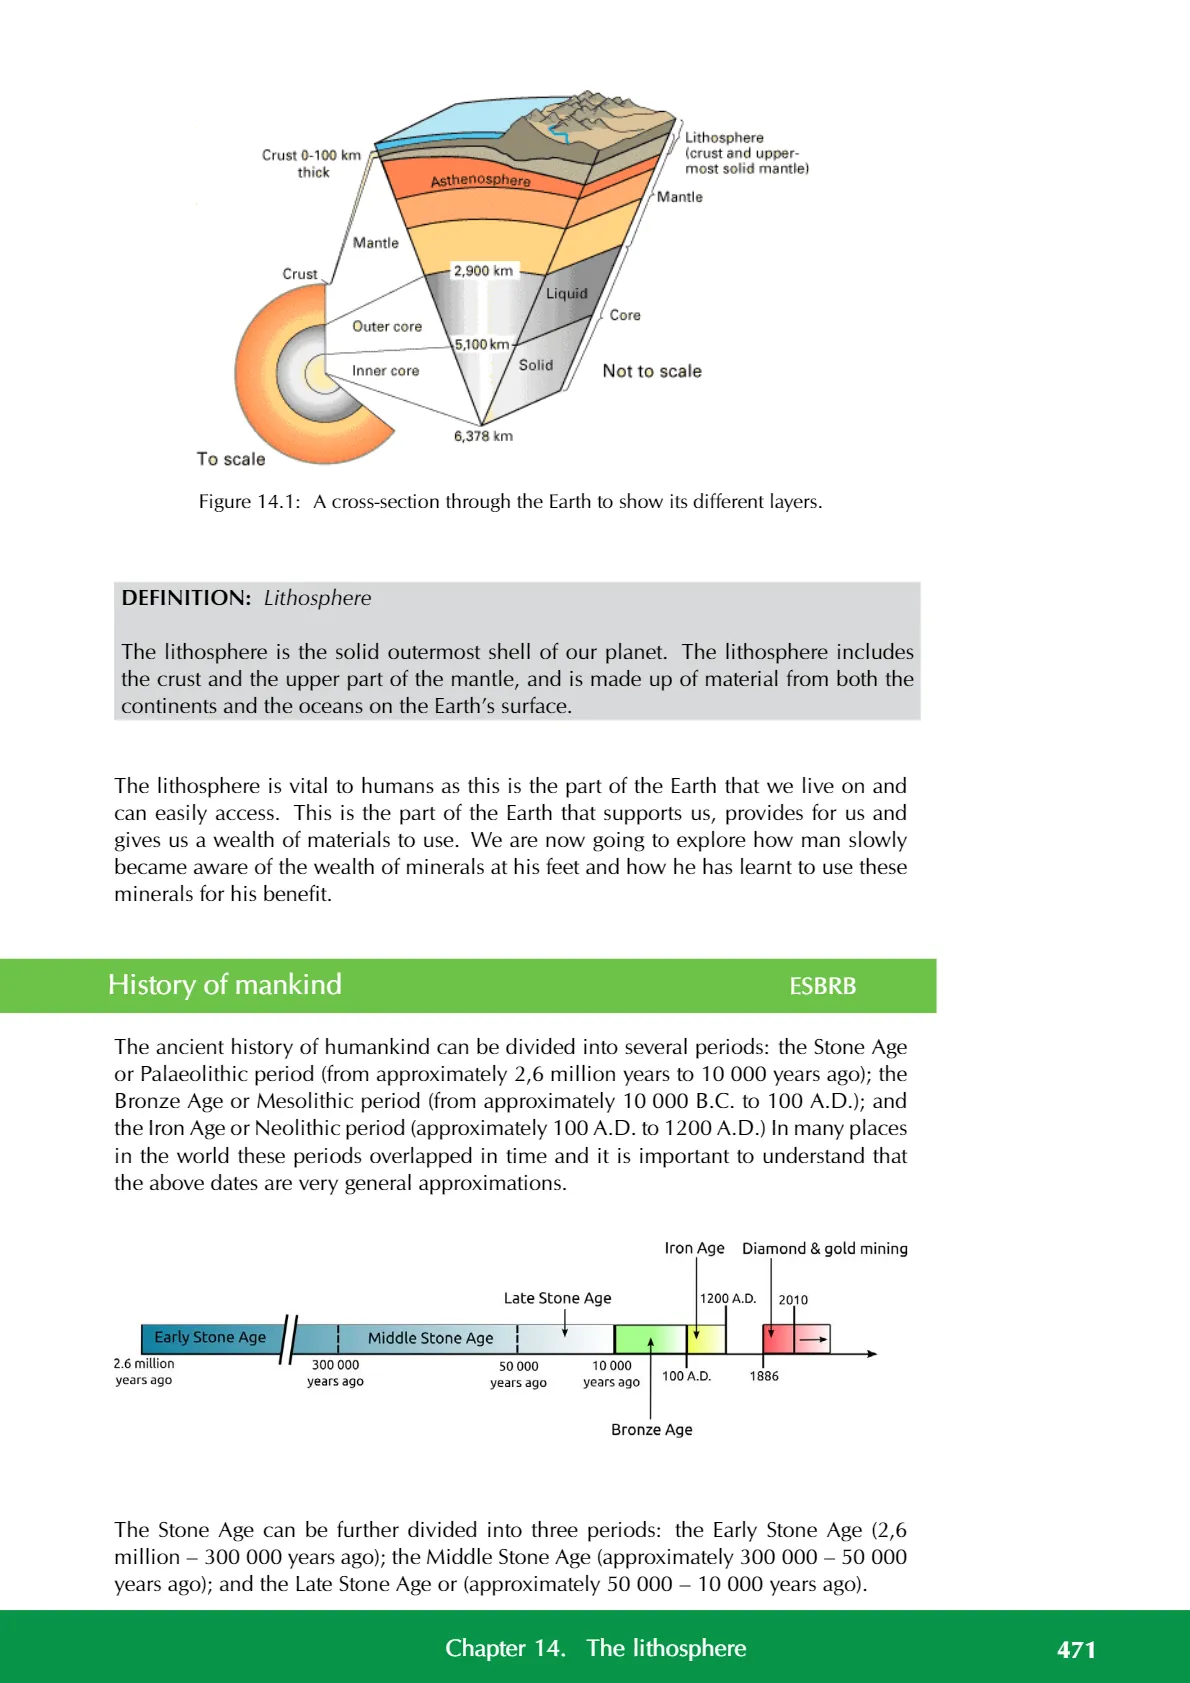 Crust 0-100 km
thick
Lithosphere
(crust and upper-
most solid mantle)
Asthenosphere
Mantle
Mantle
2,900 km
Crust
Liquid
Outer core
Core
5,100 km
Inner core
Solid
Not to scale
6,378 km
To scale
Figure 14.1: A cross-section through the Earth to show its different layers.
DEFINITION: Lithosphere
The lithosphere is the solid outermost shell of our planet. The lithosphere includes
the crust and the upper part of the mantle, and is made up of material from both the
continents and the oceans on the Earth's surface.
The lithosphere is vital to humans as this is the part of the Earth that we live on and
can easily access. This is the part of the Earth that supports us, provides for us and
gives us a wealth of materials to use. We are now going to explore how man slowly
became aware of the wealth of minerals at his feet and how he has learnt to use these
minerals for his benefit.
History of mankind ESBRB
The ancient history of humankind can be divided into several periods: the Stone Age
or Palaeolithic period (from approximately 2,6 million years to 10 000 years ago); the
Bronze Age or Mesolithic period (from approximately 10 000 B.C. to 100 A.D.); and
the Iron Age or Neolithic period (approximately 100 A.D. to 1200 A.D.) In many places
in the world these periods overlapped in time and it is important to understand that
the above dates are very general approximations.
Iron Age Diamond & gold mining
Late Stone Age 1200 A.D. 2010
Early Stone Age Middle Stone Age
2.6 million
years ago
300 000
years ago
50 000
years ago
10 000
years ago
100 A.D. 1886
Bronze Age
The Stone Age can be further divided into three periods: the Early Stone Age (2,6
million – 300 000 years ago); the Middle Stone Age (approximately 300 000 – 50 000
years ago); and the Late Stone Age or (approximately 50 000 – 10 000 years ago).
Chapter 14. The lithosphere 471